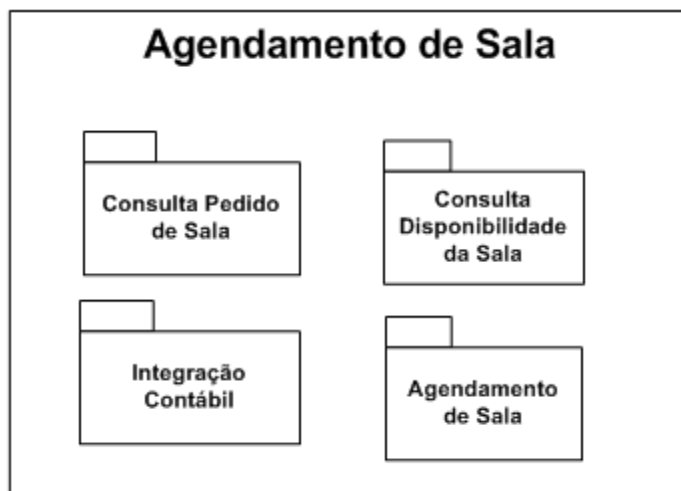 Agendamento de Sala
Consulta Pedido
de Sala
Consulta
Disponibilidade
da Sala
Integração
Contábil
Agendamento
de Sala